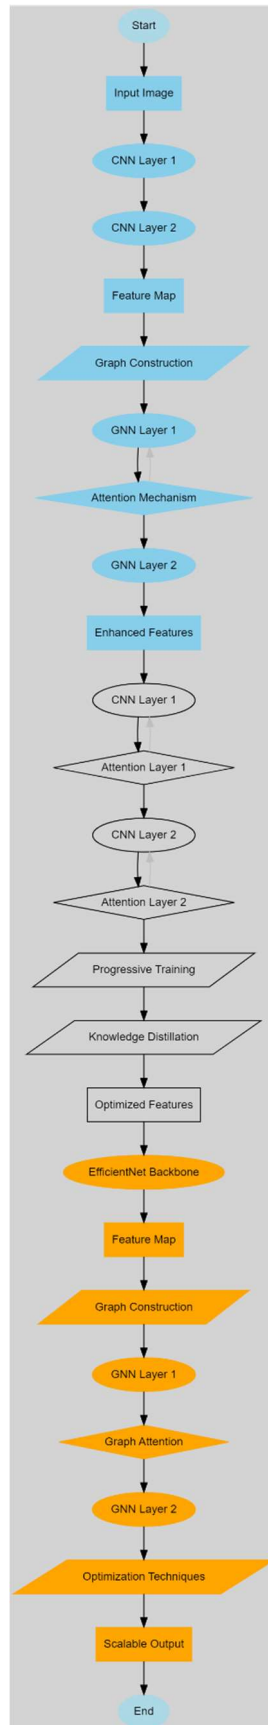 Start
Input Image
CNN Layer 1
CNN Layer 2
Feature Map
Graph Construction
GNN Layer 1
Attention Mechanism
GNN Layer 2
Enhanced Features
CNN Layer 1
Attention Layer 1
CNN Layer 2
Attention Layer 2
Progressive Training
Knowledge Distillation
Optimized Features
EfficientNet Backbone
Feature Map
Graph Construction
GNN Layer 1
Graph Attention
GNN Layer 2
Optimization Techniques
Scalable Output
End